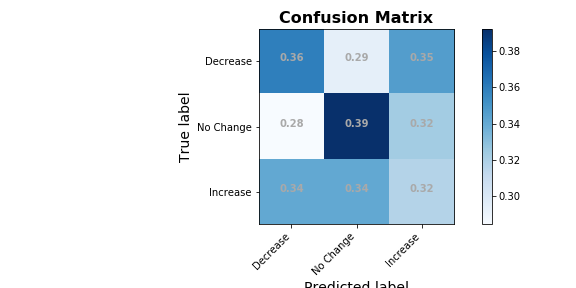 Confusion Matrix
Decrease 0.36 0.29 0.35
No Change 0.28 0.39 0.32
Increase 0.34 0.34 0.32
True label
Decrease No Change Increase
Predicted label
0.38
0.36
0.34
0.32
0.30